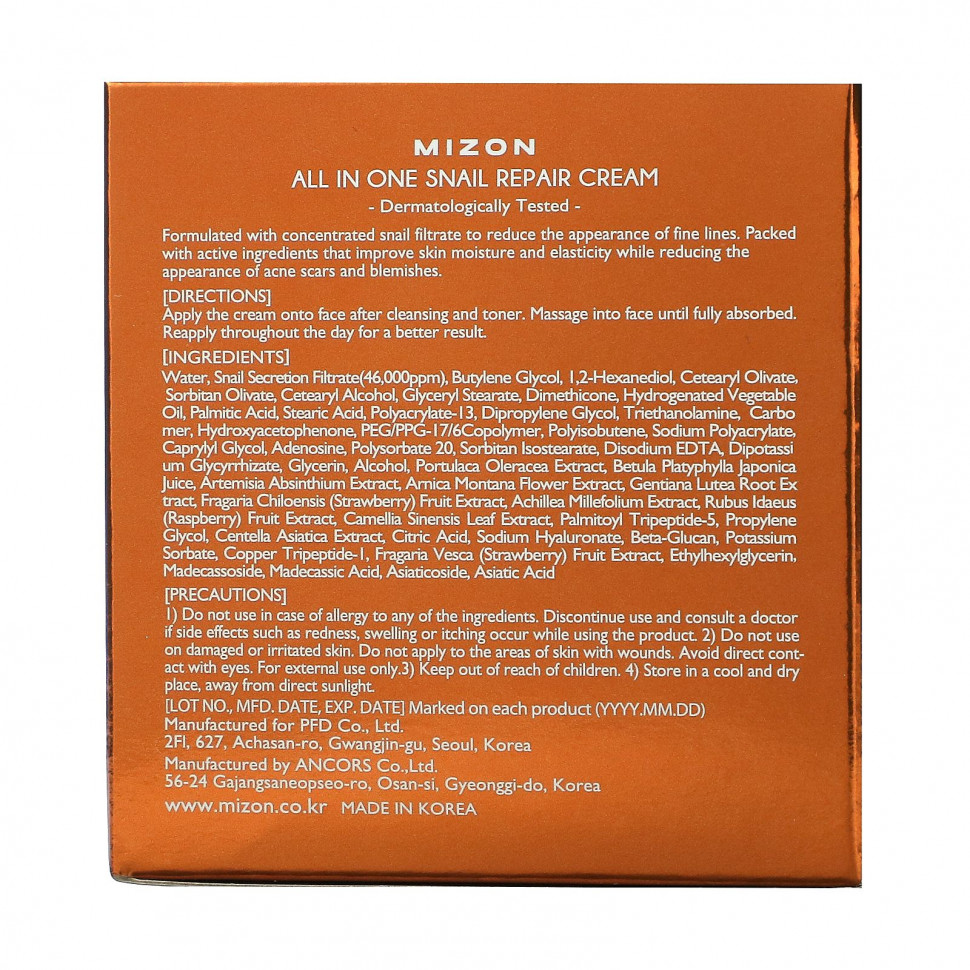 MIZON
ALL IN ONE SNAIL REPAIR CREAM
- Dermatologically Tested -
Formulated with concentrated snail filtrate to reduce the appearance of fine lines. Packed
with active ingredients that improve skin moisture and elasticity while reducing the
appearance of acne scars and blemishes.
[DIRECTIONS]
Apply the cream onto face after cleansing and toner. Massage into face until fully absorbed.
Reapply throughout the day for a better result.
[INGREDIENTS]
Water, Snail Secretion Filtrate(46,000ppm), Butylene Glycol, 1,2-Hexanediol, Cetearyl Olivate,
Sorbitan Olivate, Cetearyl Alcohol, Glyceryl Stearate, Dimethicone, Hydrogenated Vegetable
Oil, Palmitic Acid, Stearic Acid, Polyacrylate-13, Dipropylene Glycol, Triethanolamine, Carbo
mer, Hydroxyacetophenone, PEG/PPG-17/6Copolymer, Polyisobutene, Sodium Polyacrylate,
Caprylyl Glycol, Adenosine, Polysorbate 20, Sorbitan Isostearate, Disodium EDTA, Dipotassi
um Glycyrrhizate, Glycerin, Alcohol, Portulaca Oleracea Extract, Betula Platyphylla Japonica
Juice, Artemisia Absinthium Extract, Arnica Montana Flower Extract, Gentiana Lutea Root Ex
tract, Fragaria Chiloensis (Strawberry) Fruit Extract, Achillea Millefolium Extract, Rubus Idaeus
(Raspberry) Fruit Extract, Camellia Sinensis Leaf Extract, Palmitoyl Tripeptide-5, Propylene
Glycol, Centella Asiatica Extract, Citric Acid, Sodium Hyaluronate, Beta-Glucan, Potassium
Sorbate, Copper Tripeptide-1, Fragaria Vesca (Strawberry) Fruit Extract, Ethylhexylglycerin,
Madecassoside, Madecassic Acid, Asiaticoside, Asiatic Acid
[PRECAUTIONS]
1) Do not use in case of allergy to any of the ingredients. Discontinue use and consult a doctor
if side effects such as redness, swelling or itching occur while using the product. 2) Do not use
on damaged or irritated skin. Do not apply to the areas of skin with wounds. Avoid direct cont-
act with eyes. For external use only.3) Keep out of reach of children. 4) Store in a cool and dry
place, away from direct sunlight.
[LOT NO., MFD. DATE, EXP. DATE] Marked on each product (YYYY.MM.DD)
Manufactured for PFD Co., Ltd.
2Fl, 627, Achasan-ro, Gwangjin-gu, Seoul, Korea
Manufactured by ANCORS Co.,Ltd.
56-24 Gajangsaneopseo-ro, Osan-si, Gyeonggi-do, Korea
www.mizon.co.kr MADE IN KOREA